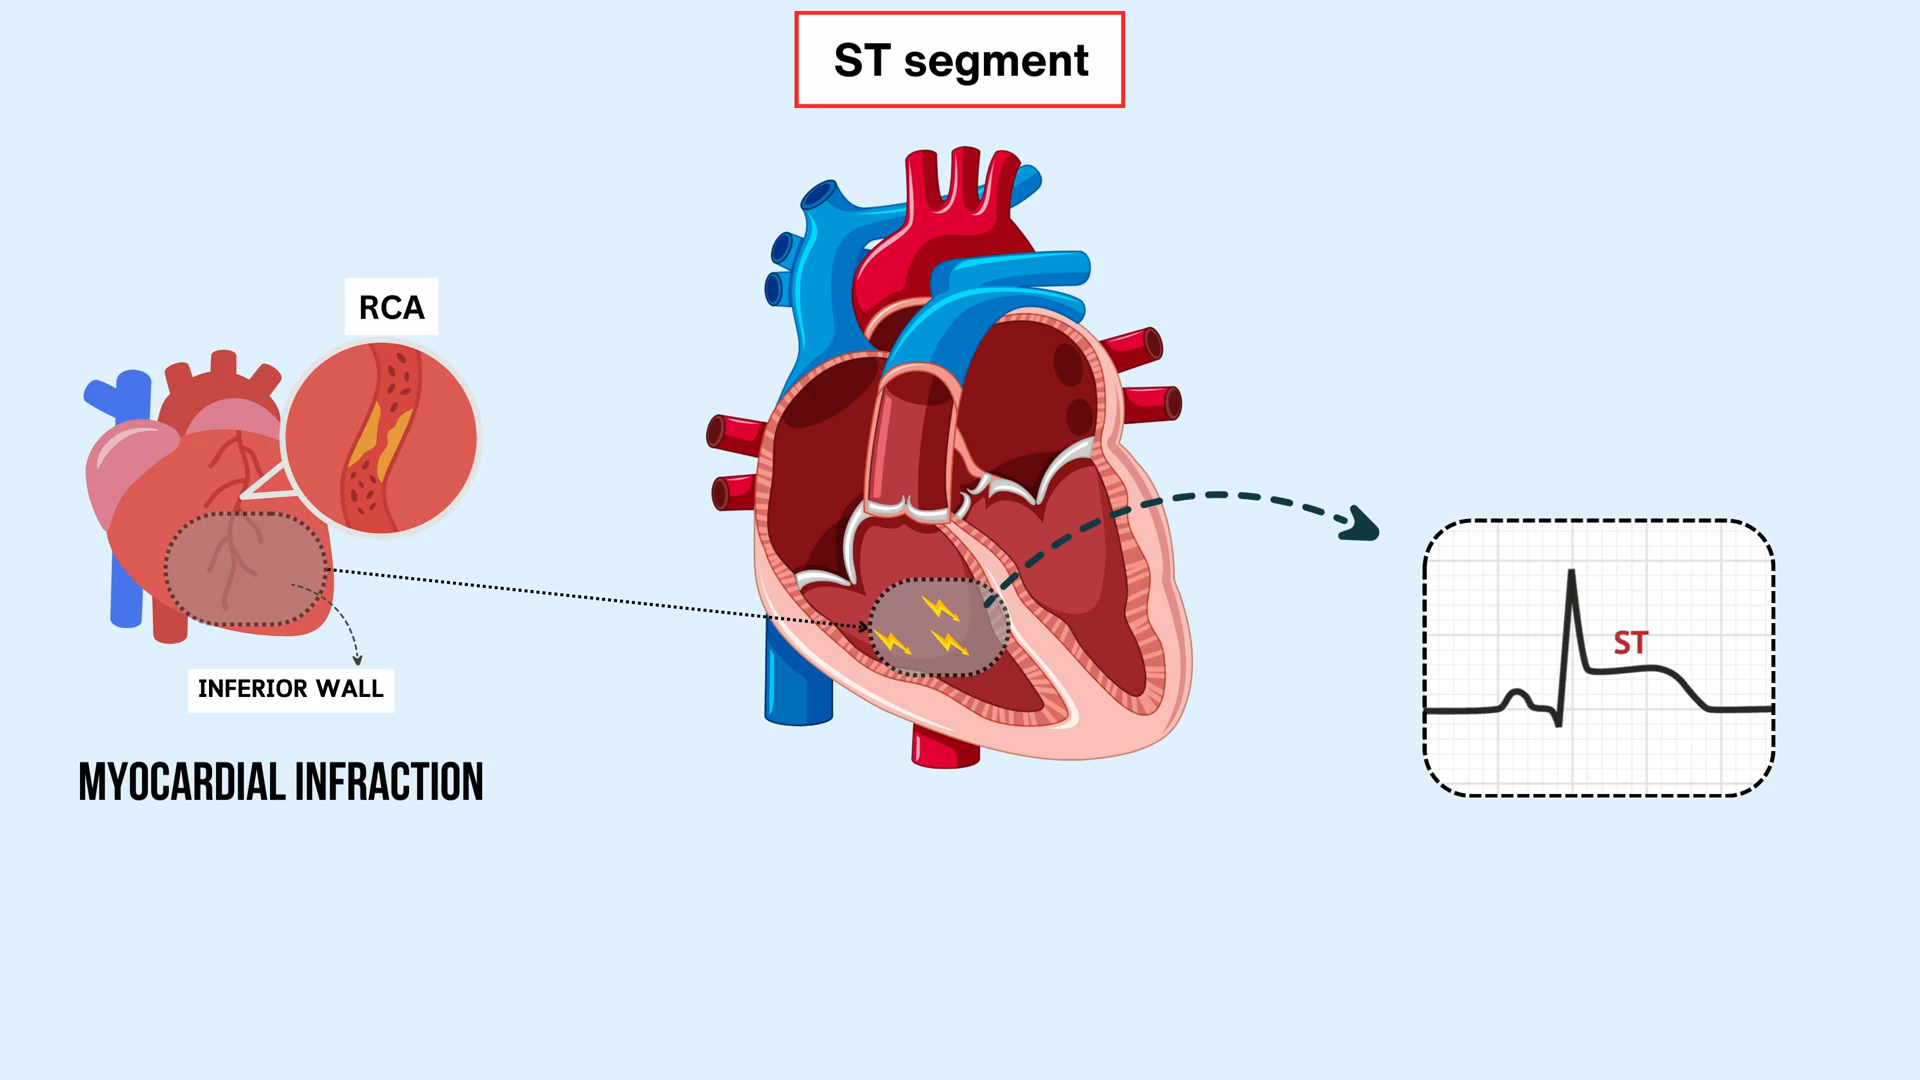 ST segment
RCA
INFERIOR WALL
MYOCARDIAL INFRACTION
ST